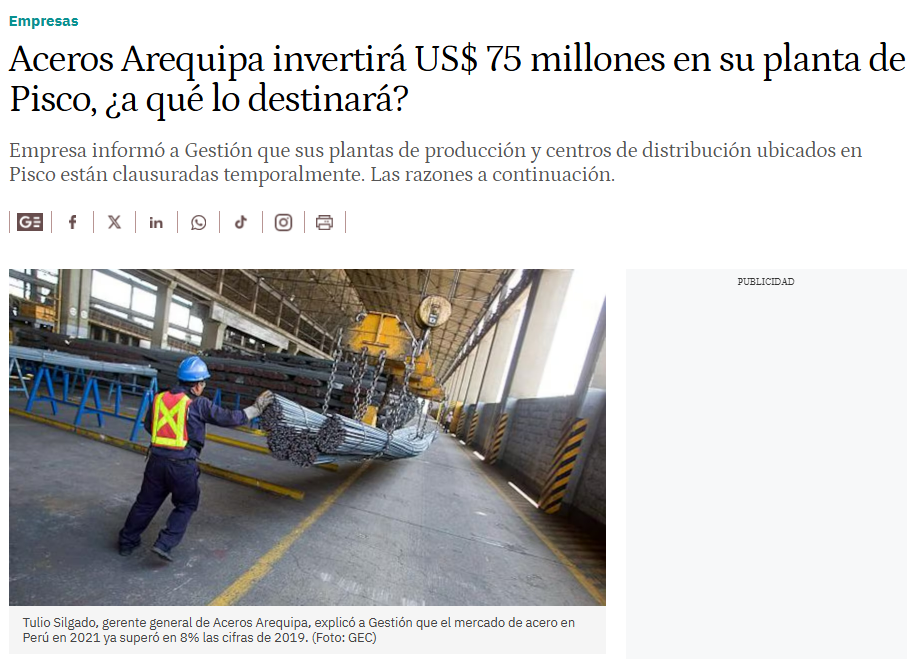 Empresas
Aceros Arequipa invertirá US$ 75 millones en su planta de
Pisco, ¿a qué lo destinará?
Empresa informó a Gestión que sus plantas de producción y centros de distribución ubicados en
Pisco están clausuradas temporalmente. Las razones a continuación.
GE
PUBLICIDAD
Tulio Silgado, gerente general de Aceros Arequipa, explicó a Gestión que el mercado de acero en
Perú en 2021 ya superó en 8% las cifras de 2019. (Foto: GEC)